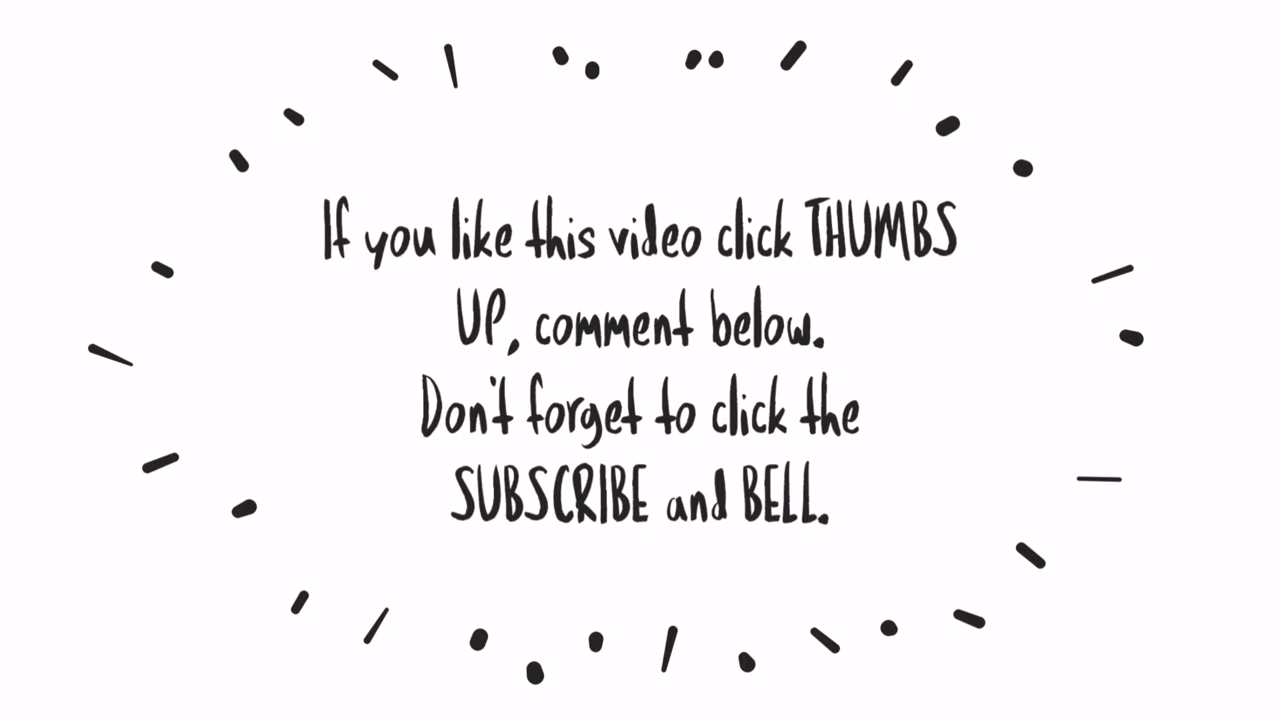 If you like this video click THUMBS
UP, comment below.
Don't forget to click the
SUBSCRIBE and BELL.